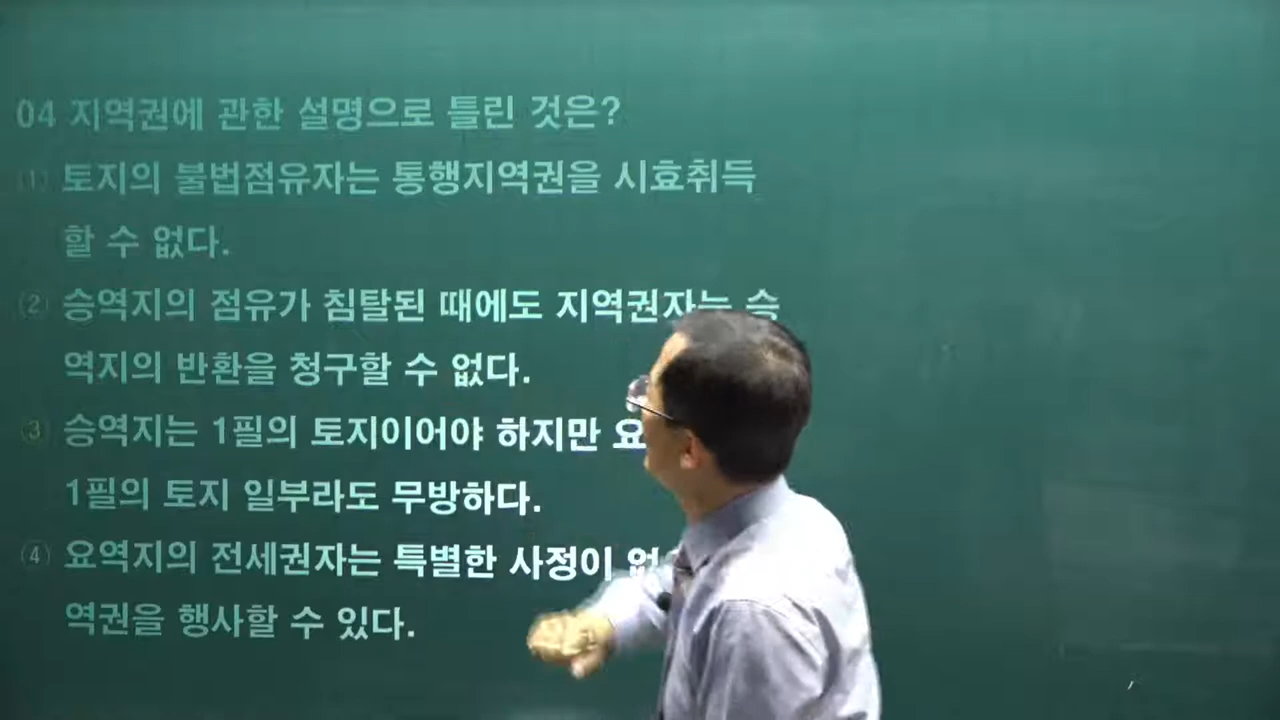 04 지역권에 관한 설명으로 틀린 것은?
(1) 토지의 불법점유자는 통행지역권을 시효취득
할 수 없다.
(2) 승역지의 점유가 침탈된 때에도 지역권자는 승
역지의 반환을 청구할 수 없다.
(3) 승역지는 1필의 토지이어야 하지만 요
1필의 토지 일부라도 무방하다.
(4) 요역지의 전세권자는 특별한 사정이 없
역권을 행사할 수 있다.